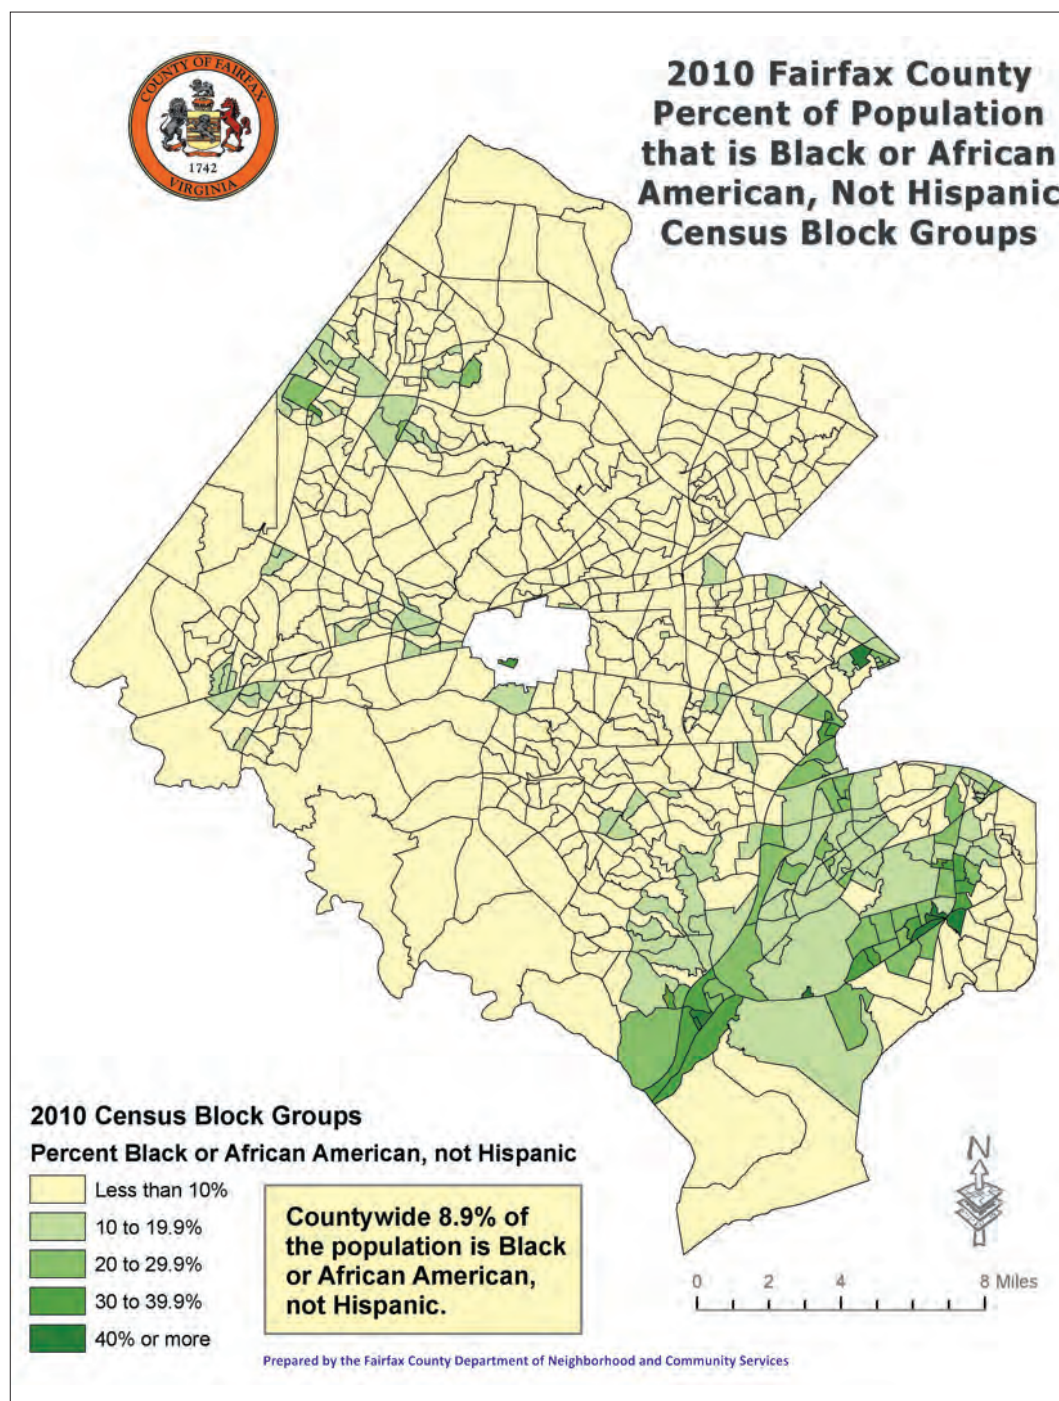 COUNTY OF FAIRFAX
1742
VIRGINIA
2010 Fairfax County
Percent of Population
that is Black or African
American, Not Hispanic
Census Block Groups
2010 Census Block Groups
Percent Black or African American, not Hispanic
Less than 10%
10 to 19.9%
20 to 29.9%
30 to 39.9%
40% or more
Countywide 8.9% of
the population is Black
or African American,
not Hispanic.
N
0 2 4 8 Miles
Prepared by the Fairfax County Department of Neighborhood and Community Services